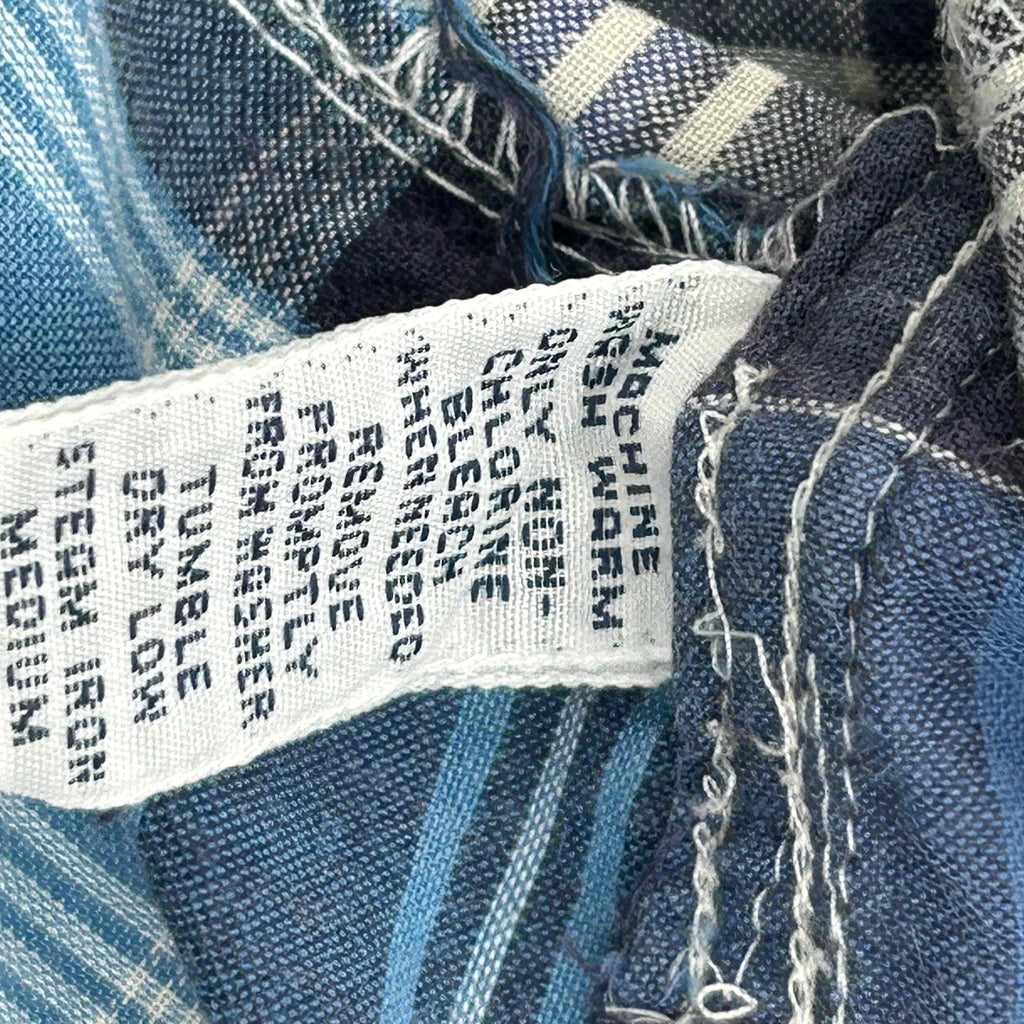 MACHINE
WASH WARM
ONLY NON-
CHLORINE
BLEACH
WHEN NEEDED
REMOVE
PROMPTLY
FROM WASHER
TUMBLE
DRY LOW
STEAM IRON
MEDIUM